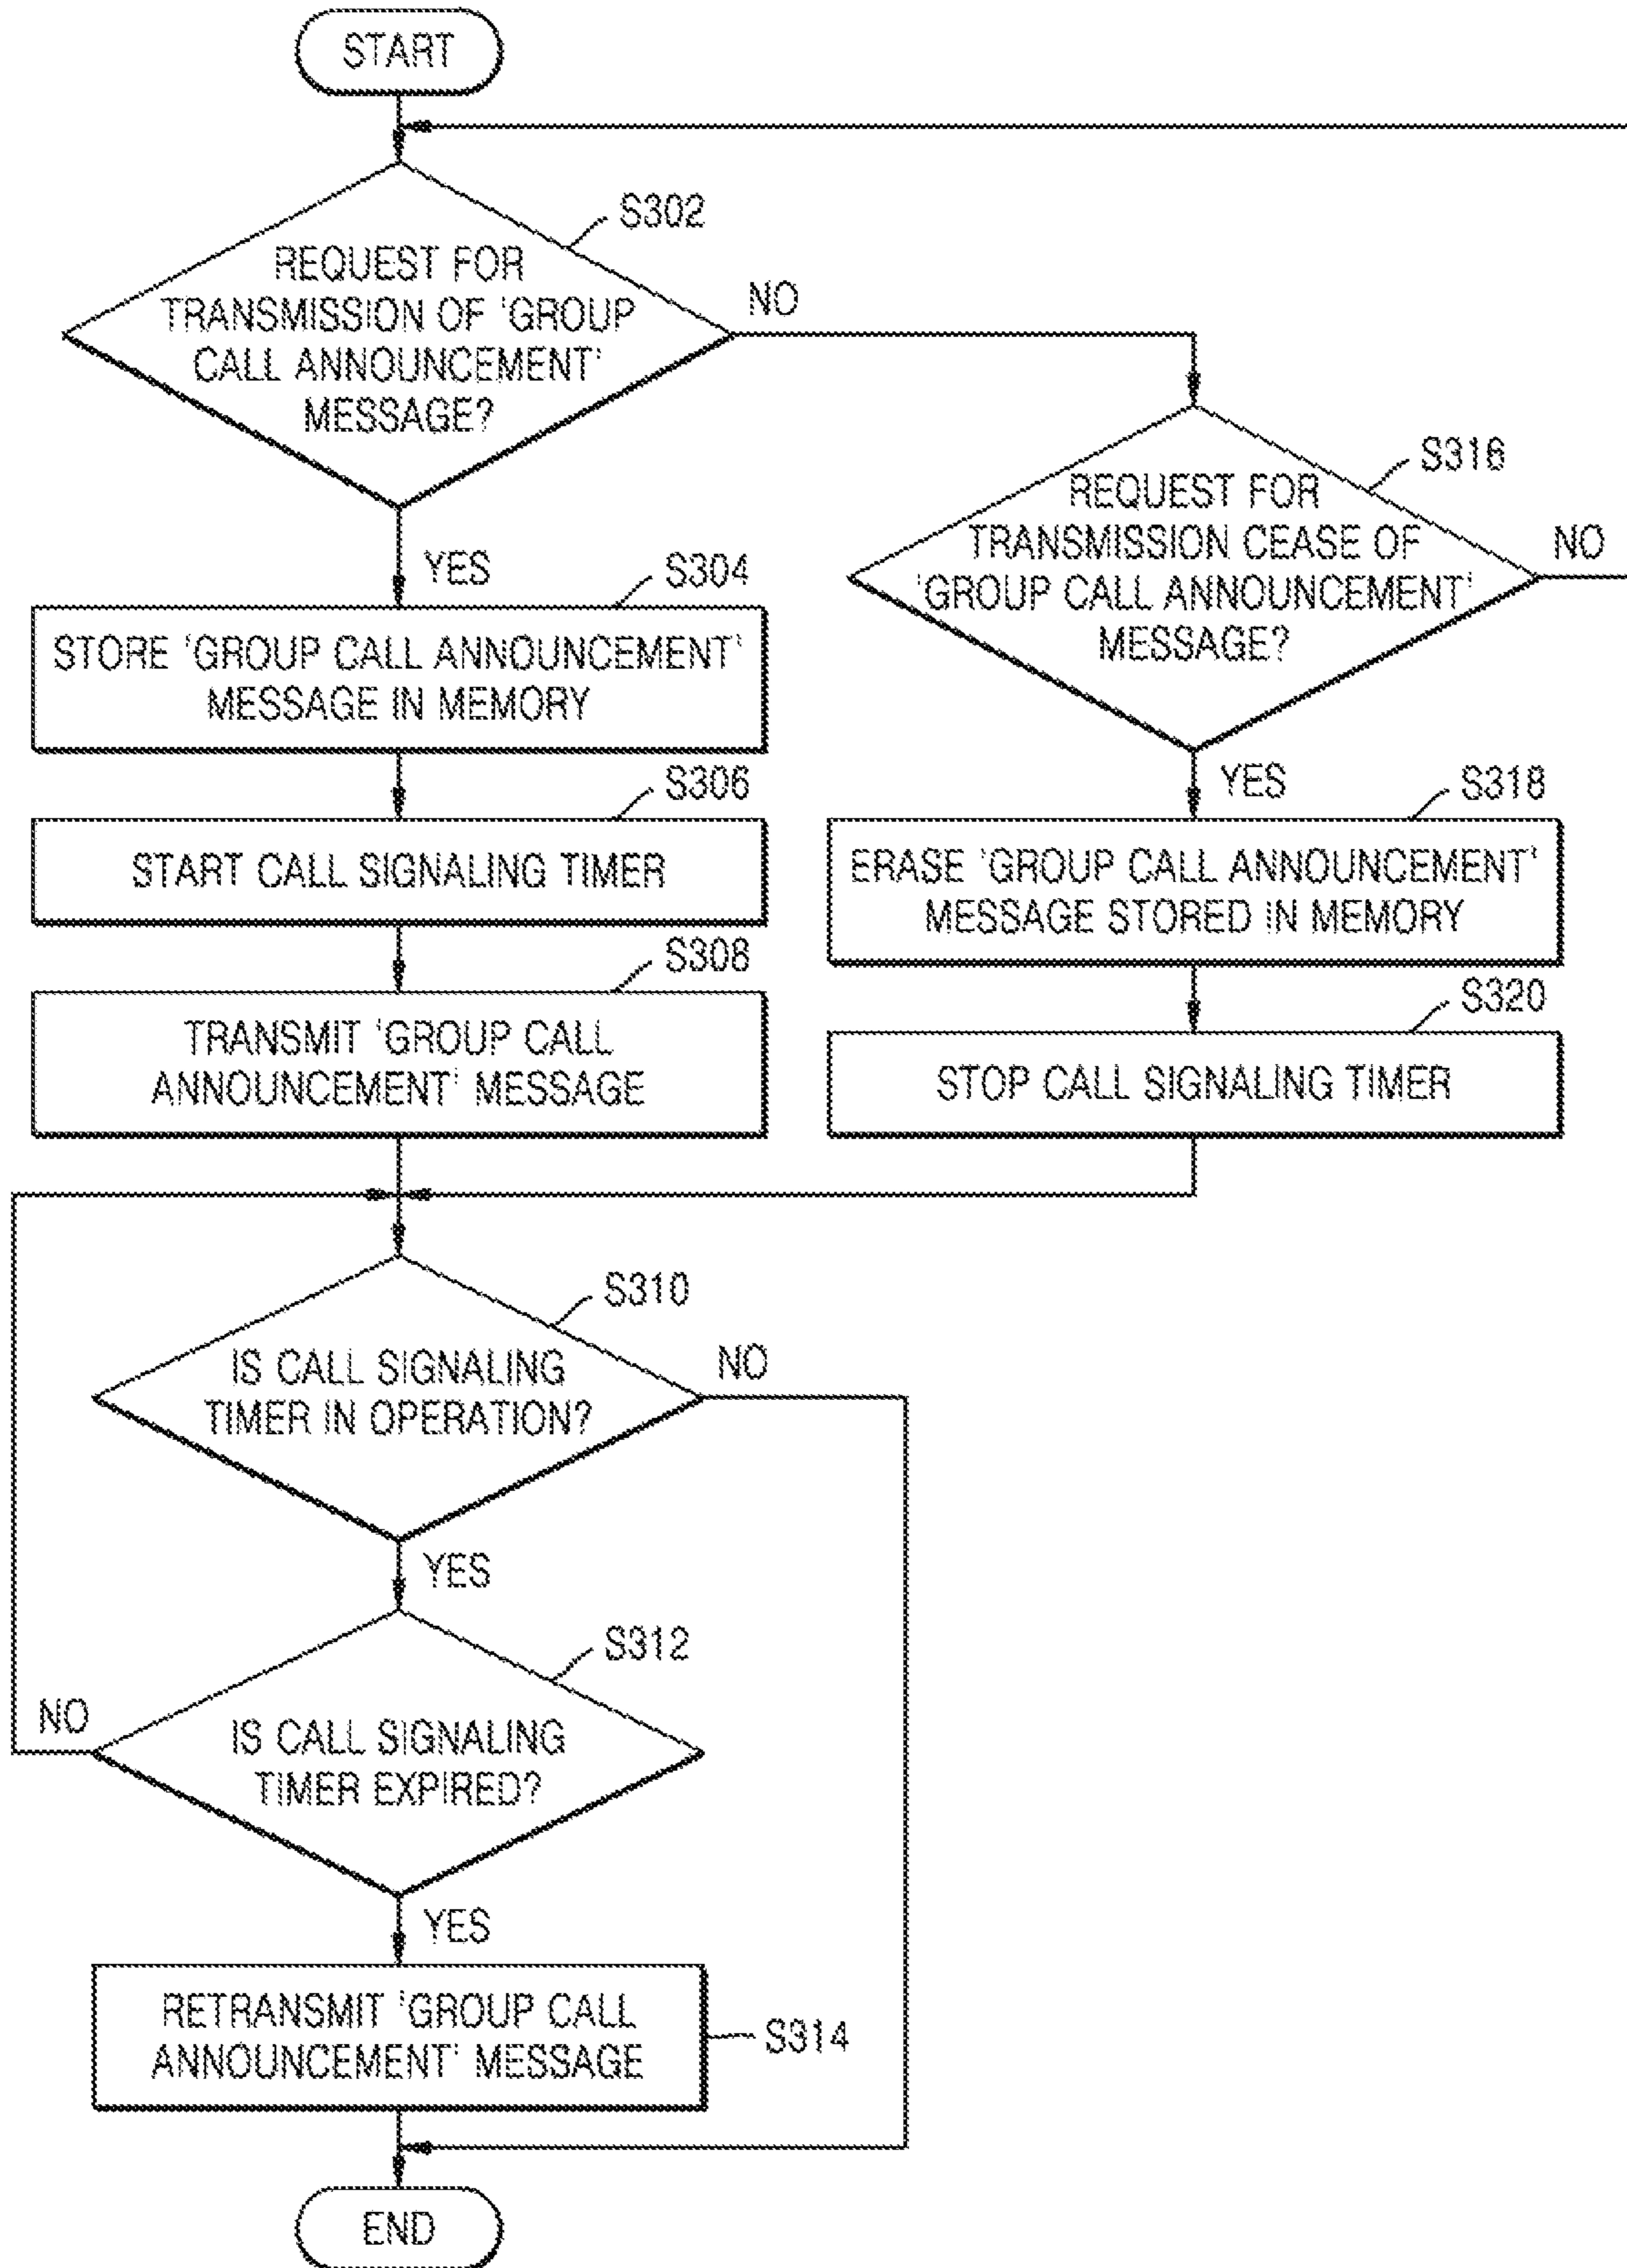 START
S302
REQUEST FOR
TRANSMISSION OF 'GROUP
CALL ANNOUNCEMENT'
MESSAGE?
NO
YES
S304
STORE 'GROUP CALL ANNOUNCEMENT'
MESSAGE IN MEMORY
S306
START CALL SIGNALING TIMER
S308
TRANSMIT 'GROUP CALL
ANNOUNCEMENT' MESSAGE
S316
REQUEST FOR
TRANSMISSION CEASE OF
'GROUP CALL ANNOUNCEMENT'
MESSAGE?
NO
YES
S318
ERASE 'GROUP CALL ANNOUNCEMENT'
MESSAGE STORED IN MEMORY
S320
STOP CALL SIGNALING TIMER
S310
IS CALL SIGNALING
TIMER IN OPERATION?
NO
YES
S312
IS CALL SIGNALING
TIMER EXPIRED?
NO
YES
RETRANSMIT 'GROUP CALL
ANNOUNCEMENT' MESSAGE
S314
END